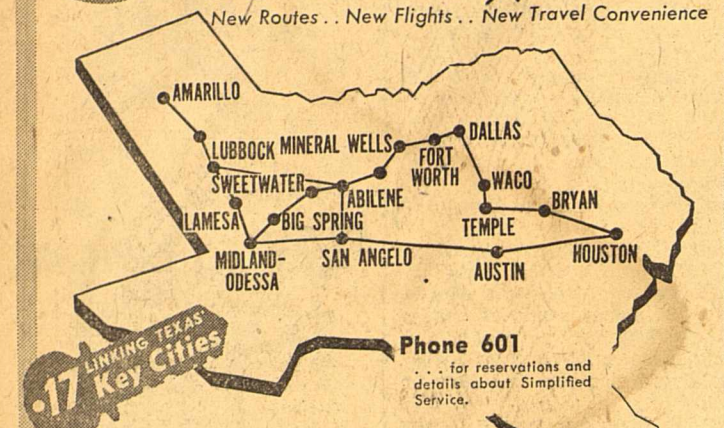 New Routes . . New Flights . . New Travel Convenience
AMARILLO
LUBBOCK
MINERAL WELLS
DALLAS
FORT
WORTH
SWEETWATER
ABILENE
WACO
LAMESA
BIG SPRING
TEMPLE
BRYAN
MIDLAND-
ODESSA
SAN ANGELO
AUSTIN
HOUSTON
LINKING TEXAS'
•17 Key Cities
Phone 601
. . . for reservations and
details about Simplified
Service.